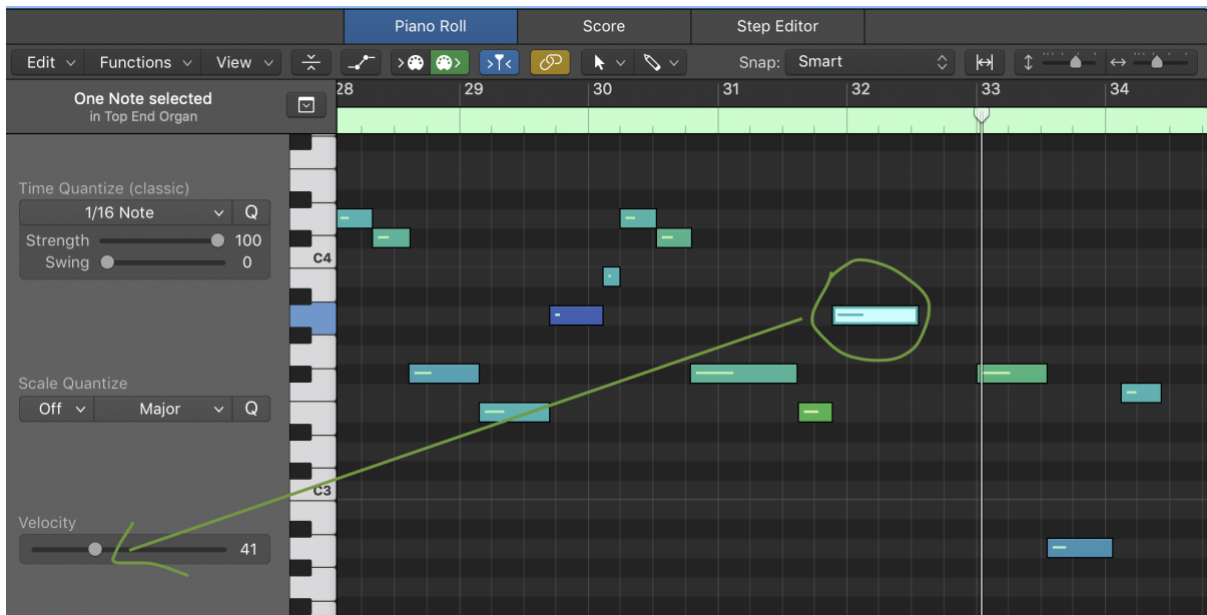 Piano Roll Score Step Editor
Edit Functions View Snap: Smart
One Note selected
in Top End Organ
28 29 30 31 32 33 34
Time Quantize (classic)
1/16 Note Q
Strength 100
Swing 0
C4
Scale Quantize
Off Major Q
C3
Velocity
41